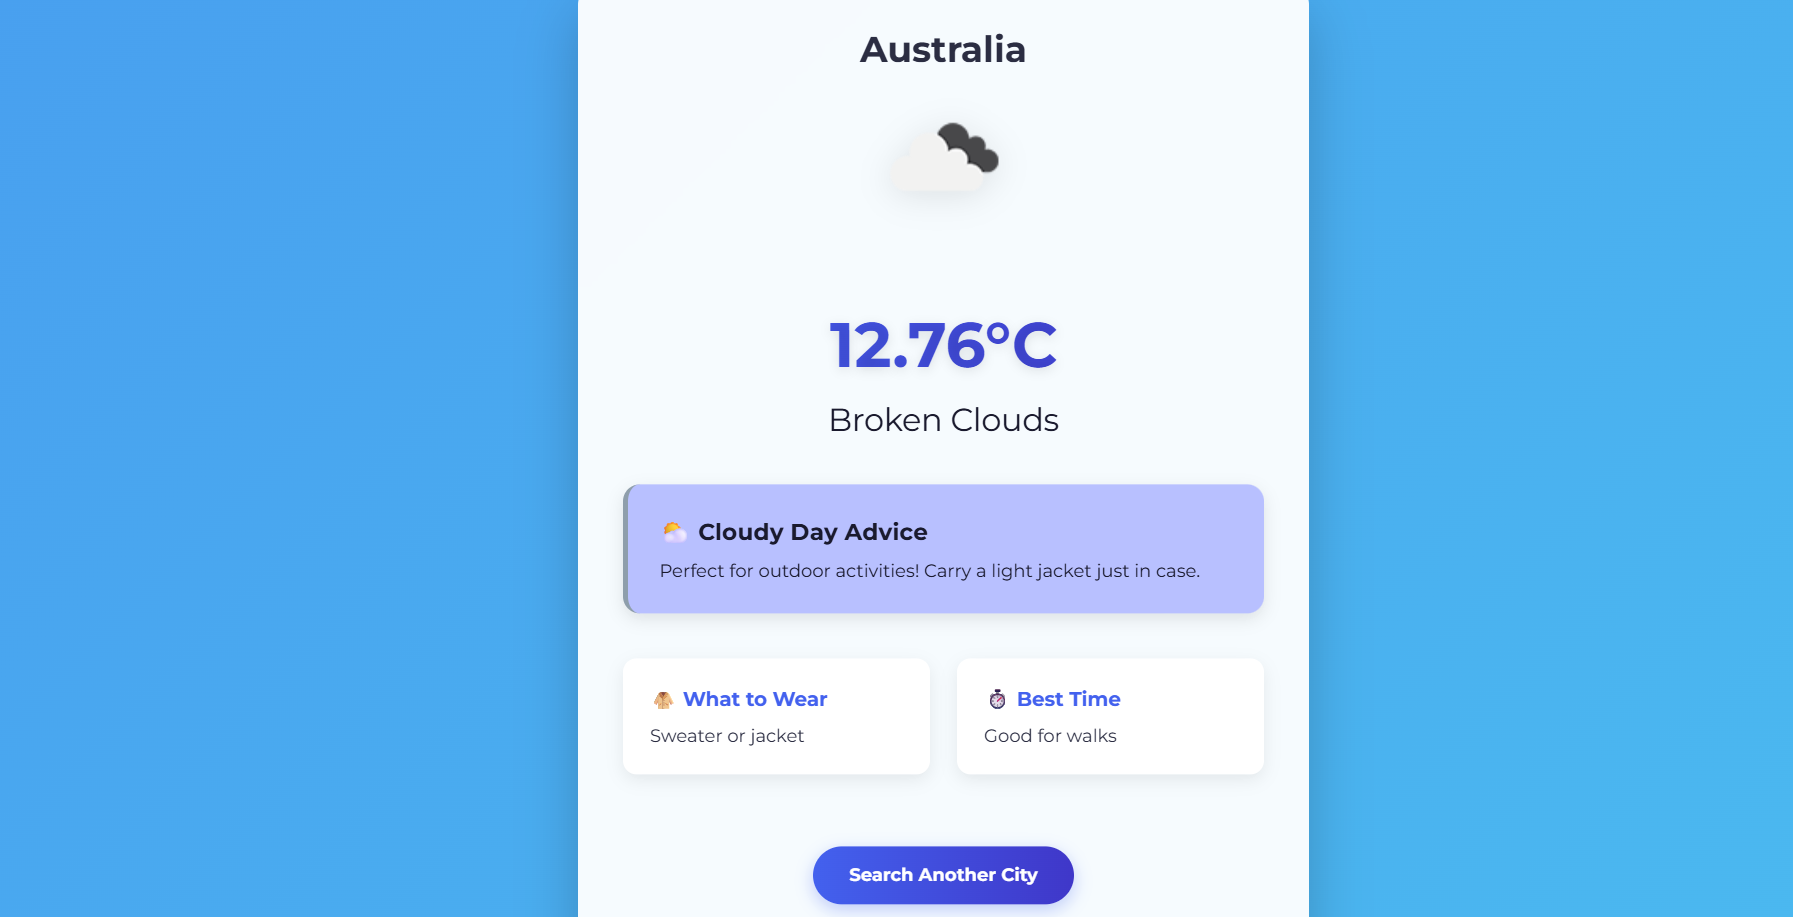 Australia
12.76°C
Broken Clouds
Cloudy Day Advice
Perfect for outdoor activities! Carry a light jacket just in case.
What to Wear
Sweater or jacket
Best Time
Good for walks
Search Another City